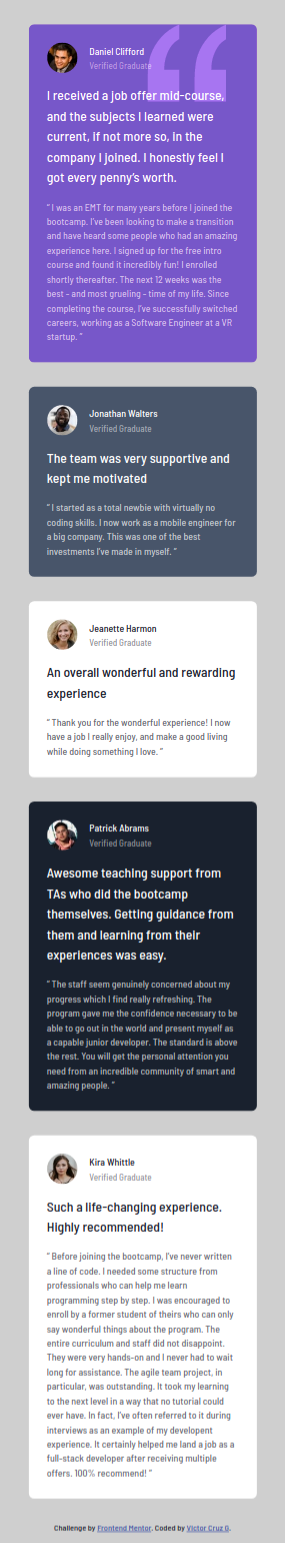 Daniel Clifford
Verified Graduate
I received a job offer mid-course,
and the subjects I learned were
current, if not more so, in the
company I joined. I honestly feel I
got every penny’s worth.
“ I was an EMT for many years before I joined the
bootcamp. I’ve been looking to make a transition
and have heard some people who had an amazing
experience here. I signed up for the free intro
course and found it incredibly fun! I enrolled
shortly thereafter. The next 12 weeks was the
best – and most grueling – time of my life. Since
completing the course, I’ve successfully switched
careers, working as a Software Engineer at a VR
startup. ”
Jonathan Walters
Verified Graduate
The team was very supportive and
kept me motivated
“ I started as a total newbie with virtually no
coding skills. I now work as a mobile engineer for
a big company. This was one of the best
investments I’ve made in myself. ”
Jeanette Harmon
Verified Graduate
An overall wonderful and rewarding
experience
“ Thank you for the wonderful experience! I now
have a job I really enjoy, and make a good living
while doing something I love. ”
Patrick Abrams
Verified Graduate
Awesome teaching support from
TAs who did the bootcamp
themselves. Getting guidance from
them and learning from their
experiences was easy.
“ The staff seem genuinely concerned about my
progress which I find really refreshing. The
program gave me the confidence necessary to be
able to go out in the world and present myself as
a capable junior developer. The standard is above
the rest. You will get the personal attention you
need from an incredible community of smart and
amazing people. ”
Kira Whittle
Verified Graduate
Such a life-changing experience.
Highly recommended!
“ Before joining the bootcamp, I’ve never written
a line of code. I needed some structure from
professionals who can help me learn
programming step by step. I was encouraged to
enroll by a former student of theirs who can only
say wonderful things about the program. The
entire curriculum and staff did not disappoint.
They were very hands-on and I never had to wait
long for assistance. The agile team project, in
particular, was outstanding. It took my learning
to the next level in a way that no tutorial could
ever have. In fact, I’ve often referred to it during
interviews as an example of my developent
experience. It certainly helped me land a job as a
full-stack developer after receiving multiple
offers. 100% recommend! ”
Challenge by Frontend Mentor. Coded by Victor Cruz G.